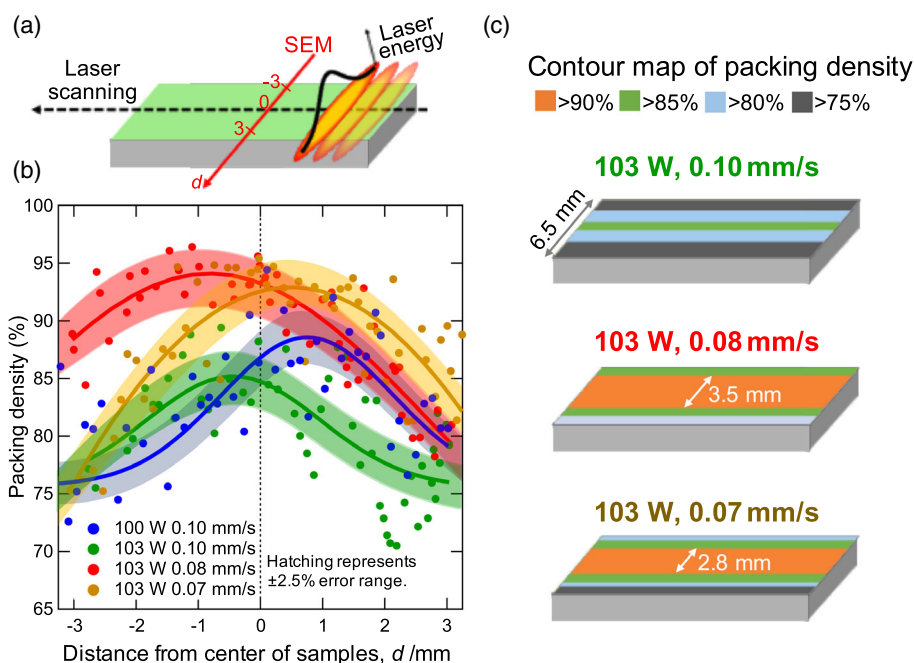 (a)
SEM
Laser
energy
Laser
scanning
-3
0
3
d
(b)
100
95
90
85
80
75
70
65
Packing density (%)
100 W 0.10 mm/s
103 W 0.10 mm/s
103 W 0.08 mm/s
103 W 0.07 mm/s
Hatching represents
±2.5% error range.
-3 -2 -1 0 1 2 3
Distance from center of samples, d /mm
(c)
Contour map of packing density
>90% >85% >80% >75%
103 W, 0.10 mm/s
6.5 mm
103 W, 0.08 mm/s
3.5 mm
103 W, 0.07 mm/s
2.8 mm